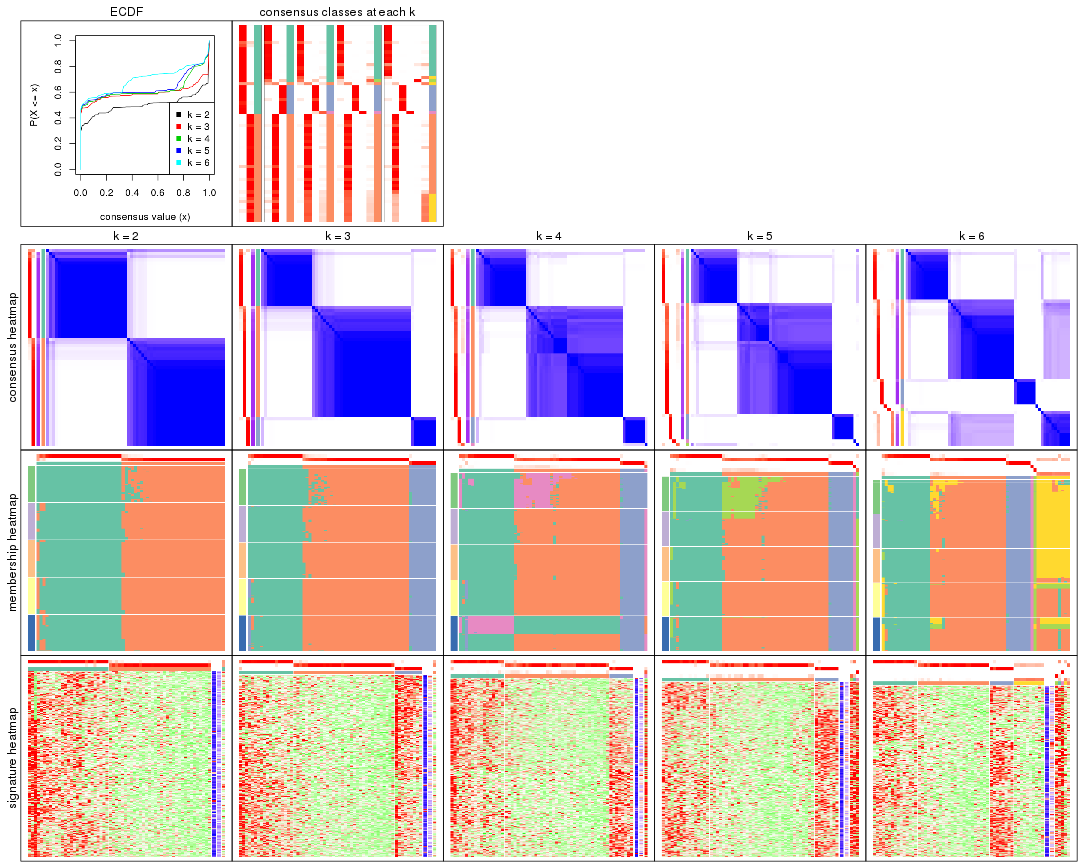 ECDF
consensus classes at each k
P(X <= x)
0.0
0.2
0.4
0.6
0.8
1.0
k = 2
k = 3
k = 4
k = 5
k = 6
0.0 0.2 0.4 0.6 0.8 1.0
consensus value (x)
k = 2
k = 3
k = 4
k = 5
k = 6
consensus heatmap
membership heatmap
signature heatmap